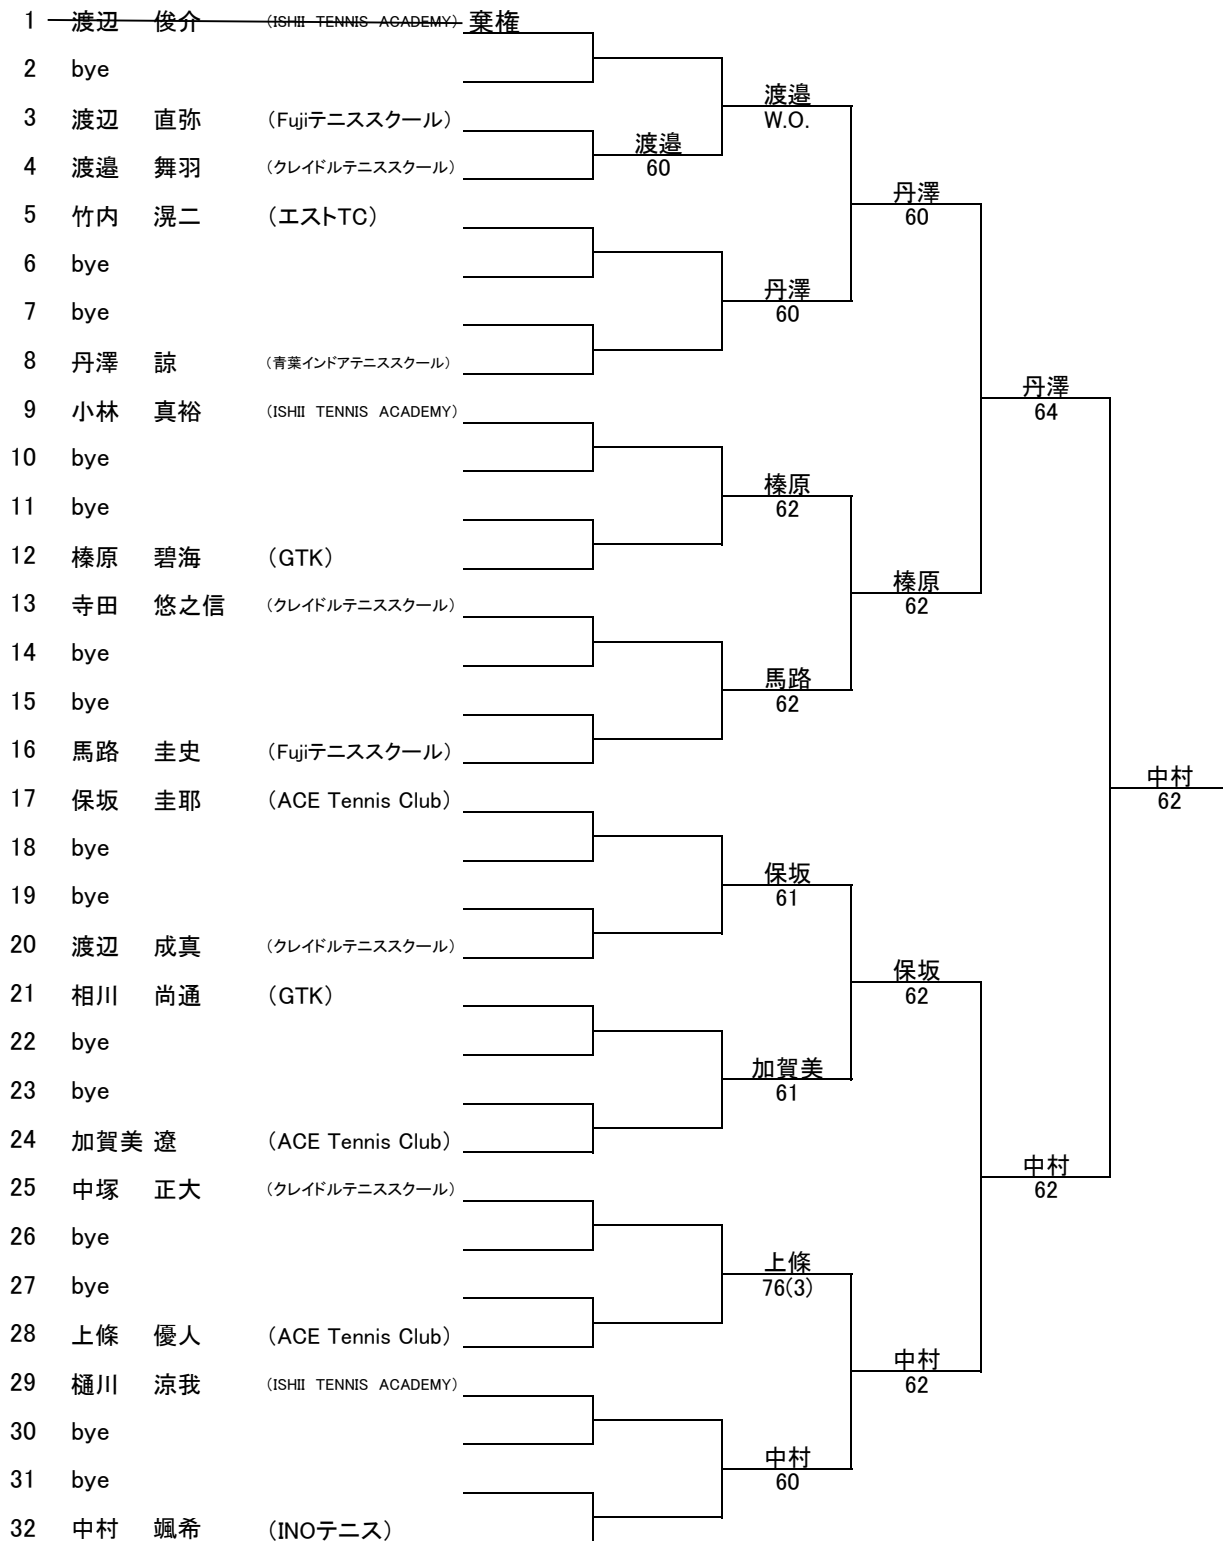 1 渡辺 俊介 (ISHII TENNIS ACADEMY) 棄権
2 bye
3 渡辺 直弥 (Fujiテニススクール)
4 渡邉 舞羽 (クレイドルテニススクール)
5 竹内 滉二 (エストTC)
6 bye
7 bye
8 丹澤 諒 (青葉インドアテニススクール)
9 小林 真裕 (ISHII TENNIS ACADEMY)
10 bye
11 bye
12 榛原 碧海 (GTK)
13 寺田 悠之信 (クレイドルテニススクール)
14 bye
15 bye
16 馬路 圭史 (Fujiテニススクール)
17 保坂 圭耶 (ACE Tennis Club)
18 bye
19 bye
20 渡辺 成真 (クレイドルテニススクール)
21 相川 尚通 (GTK)
22 bye
23 bye
24 加賀美 遼 (ACE Tennis Club)
25 中塚 正大 (クレイドルテニススクール)
26 bye
27 bye
28 上條 優人 (ACE Tennis Club)
29 樋川 涼我 (ISHII TENNIS ACADEMY)
30 bye
31 bye
32 中村 颯希 (INOテニス)
渡邉
60
渡邉
W.O.
丹澤
60
榛原
62
馬路
62
保坂
61
加賀美
61
上條
76(3)
中村
60
丹澤
60
榛原
62
保坂
62
中村
62
丹澤
64
中村
62
中村
62